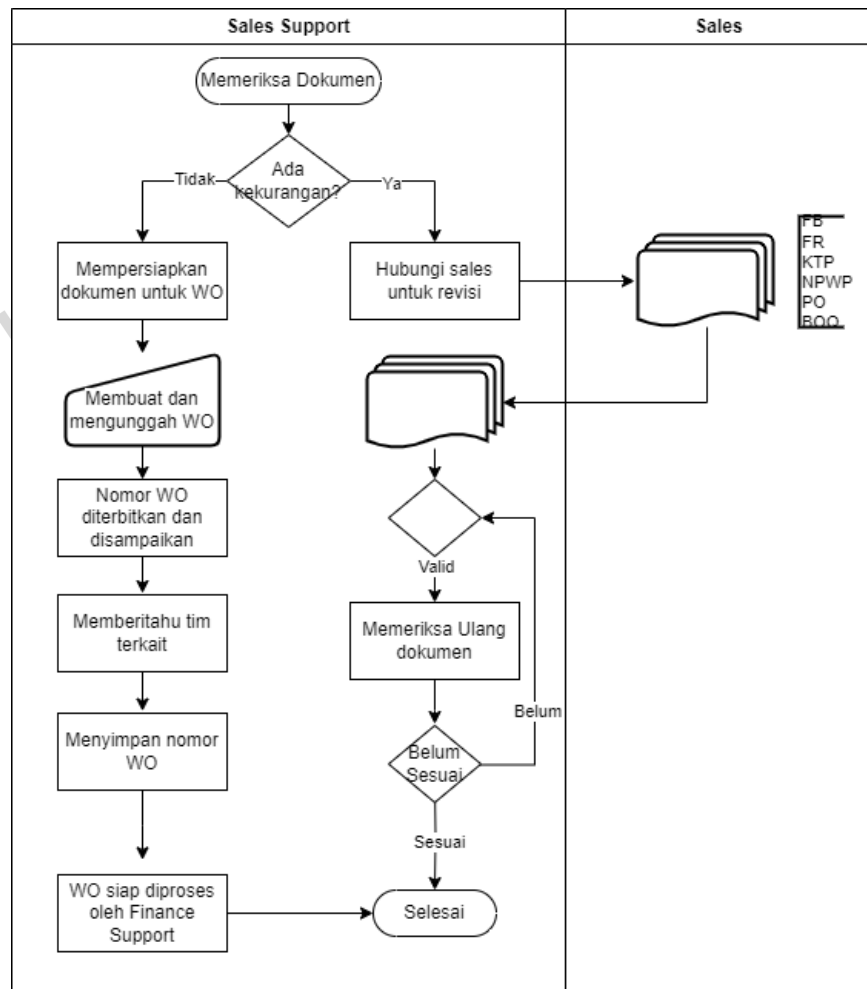 Sales Support
Sales
Memeriksa Dokumen
Ada
kekurangan?
Tidak
Ya
Mempersiapkan
dokumen untuk WO
Hubungi sales
untuk revisi
FB
FR
KTP
NPWP
PO
BOQ
Membuat dan
mengunggah WO
Nomor WO
diterbitkan dan
disampaikan
Valid
Memberitahu tim
terkait
Memeriksa Ulang
dokumen
Belum
Menyimpan nomor
WO
Belum
Sesuai
Sesuai
WO siap diproses
oleh Finance
Support
Selesai